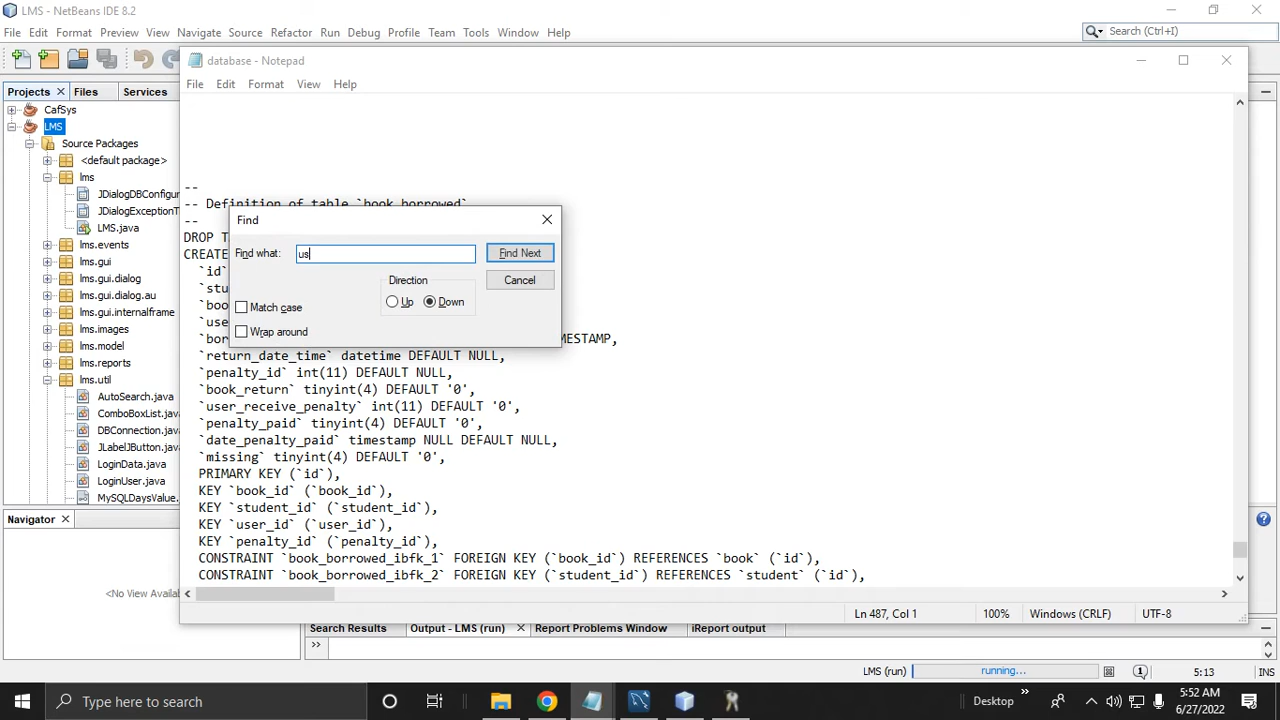 LMS - NetBeans IDE 8.2
File Edit Format Preview View Navigate Source Refactor Run Debug Profile Team Tools Window Help
Search (Ctrl+I)
database - Notepad
File Edit Format View Help
Projects Files Services
CafSys
LMS
Source Packages
<default package>
lms
JDialogDBConfigur
JDialogExceptionT
LMS.java
lms.events
lms.gui
lms.gui.dialog
lms.gui.dialog.au
lms.gui.internalframe
lms.images
lms.model
lms.reports
lms.util
AutoSearch.java
ComboBoxList.java
DBConnection.java
JLabelJButton.java
LoginData.java
LoginUser.java
MySQLDaysValue.
--
-- Definition of table `book_borrowed`
--
DROP T
CREATE
`id`
`stu
`boo
`use
`bor
MESTAMP,
`return_date_time` datetime DEFAULT NULL,
`penalty_id` int(11) DEFAULT NULL,
`book_return` tinyint(4) DEFAULT '0',
`user_receive_penalty` int(11) DEFAULT '0',
`penalty_paid` tinyint(4) DEFAULT '0',
`date_penalty_paid` timestamp NULL DEFAULT NULL,
`missing` tinyint(4) DEFAULT '0',
PRIMARY KEY (`id`),
KEY `book_id` (`book_id`),
KEY `student_id` (`student_id`),
KEY `user_id` (`user_id`),
KEY `penalty_id` (`penalty_id`),
CONSTRAINT `book_borrowed_ibfk_1` FOREIGN KEY (`book_id`) REFERENCES `book` (`id`),
CONSTRAINT `book_borrowed_ibfk_2` FOREIGN KEY (`student_id`) REFERENCES `student` (`id`),
Find
Find what: us
Find Next
Direction
Cancel
Up Down
Match case
Wrap around
Ln 487, Col 1 100% Windows (CRLF) UTF-8
Navigator
<No View Availab
Search Results Output - LMS (run) Report Problems Window iReport output
>>
LMS (run) running... 1 5:13 INS
Type here to search
Desktop
5:52 AM
6/27/2022